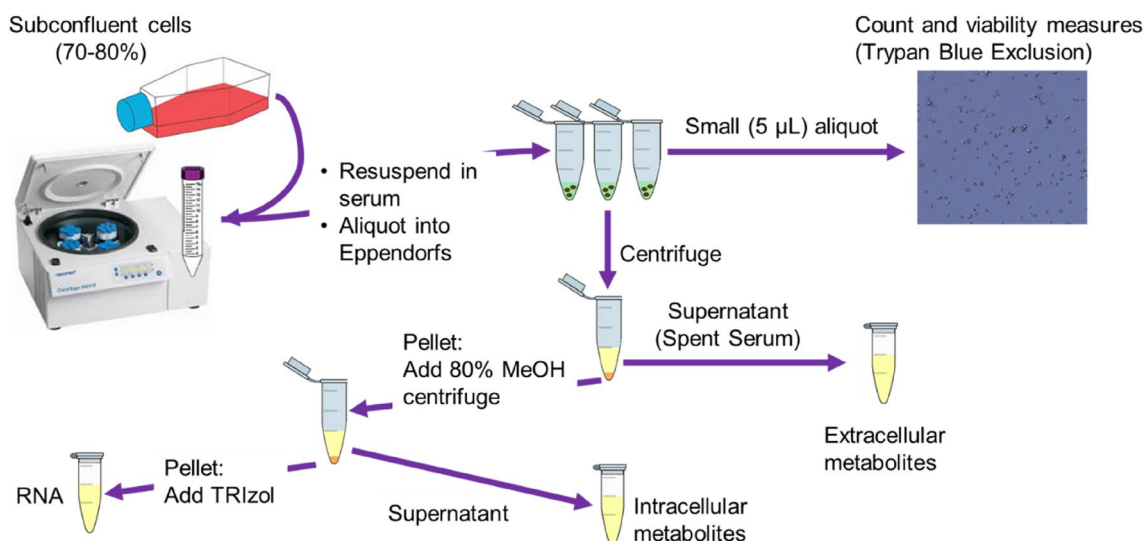 Subconfluent cells
(70-80%)
Count and viability measures
(Trypan Blue Exclusion)
Small (5 µL) aliquot
• Resuspend in
serum
• Aliquot into
Eppendorfs
Centrifuge
Supernatant
(Spent Serum)
Pellet:
Add 80% MeOH
centrifuge
Extracellular
metabolites
Pellet:
Add TRIzol
RNA
Supernatant
Intracellular
metabolites